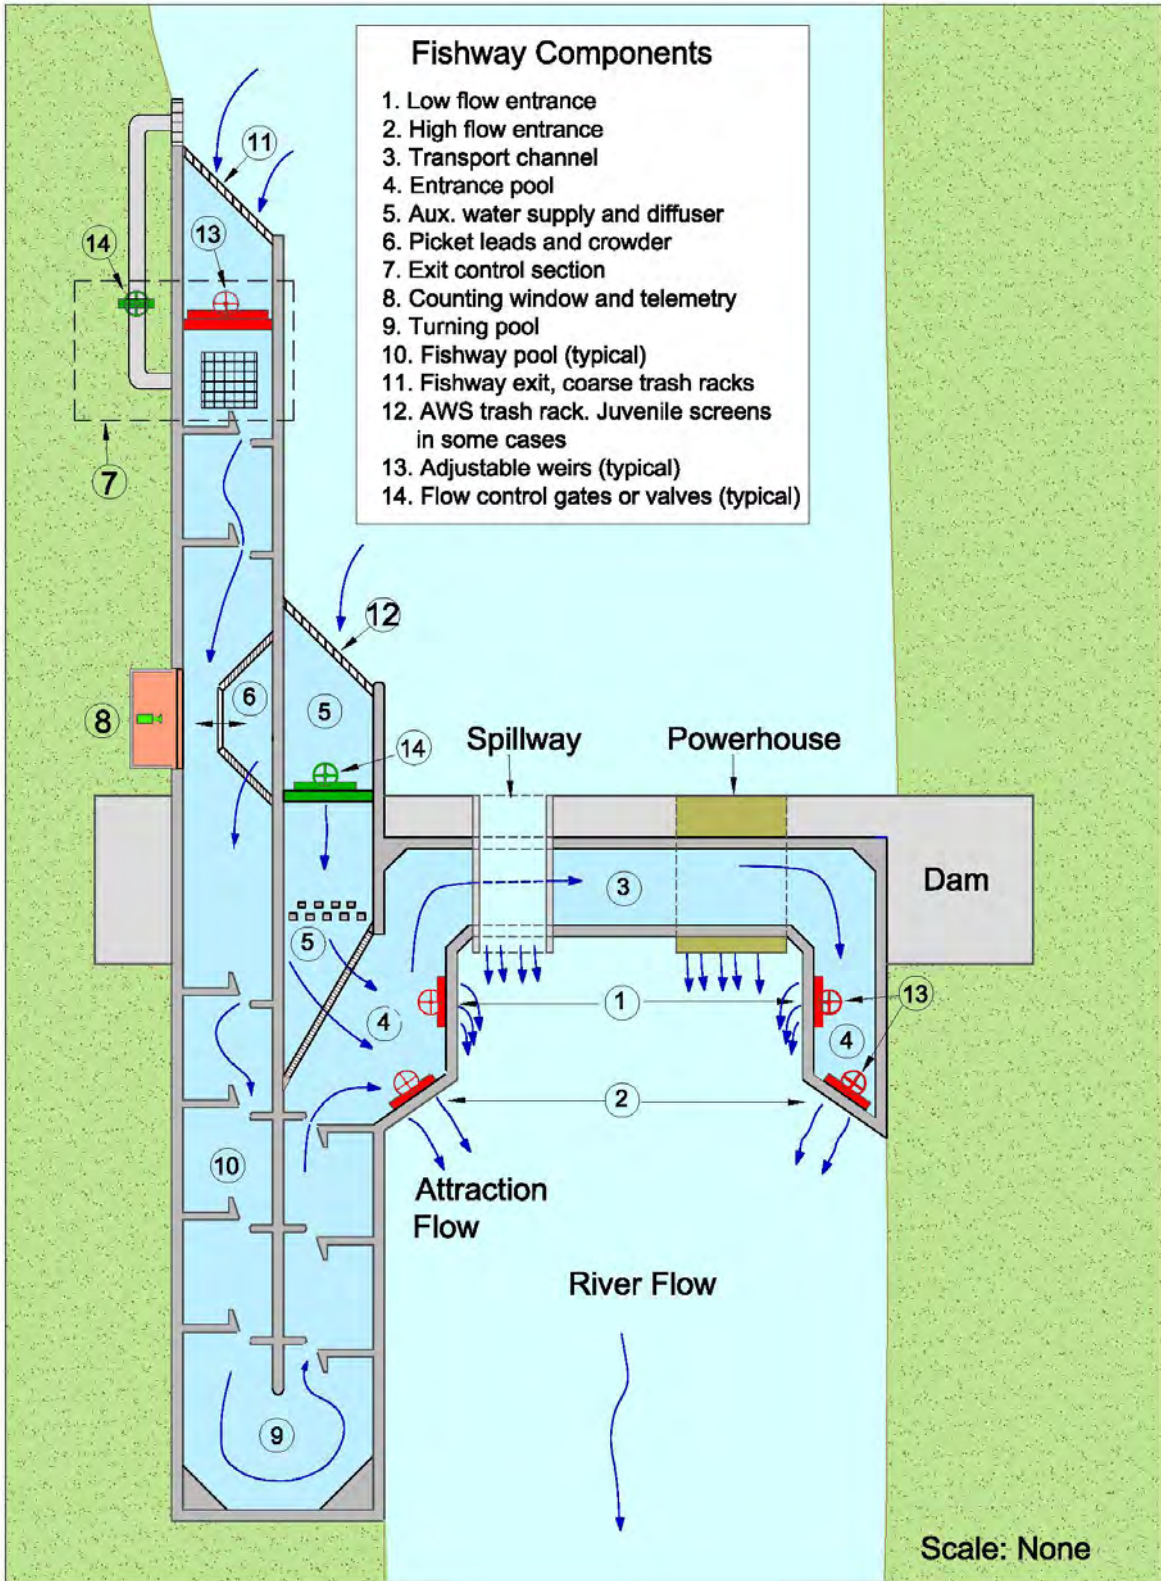 Fishway Components
1. Low flow entrance
2. High flow entrance
3. Transport channel
4. Entrance pool
5. Aux. water supply and diffuser
6. Picket leads and crowder
7. Exit control section
8. Counting window and telemetry
9. Turning pool
10. Fishway pool (typical)
11. Fishway exit, coarse trash racks
12. AWS trash rack. Juvenile screens
in some cases
13. Adjustable weirs (typical)
14. Flow control gates or valves (typical)
11
14
13
7
12
6
5
8
14
Spillway
Powerhouse
3
Dam
5
4
1
13
4
2
10
Attraction
Flow
River Flow
9
Scale: None